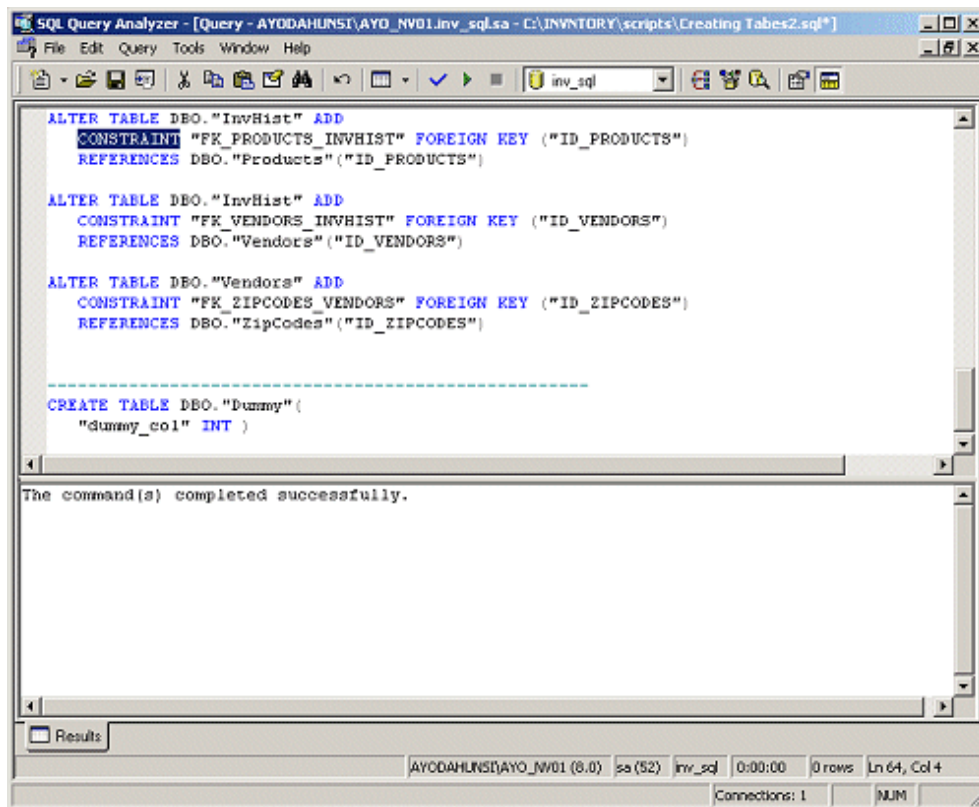 SQL Query Analyzer - [Query - AYODAHUNSI\AYO_NV01.inv_sql.sa - C:\INVNTORY\scripts\Creating Tabes2.sql*]
File Edit Query Tools Window Help
inv_sql
ALTER TABLE DBO."InvHist" ADD
CONSTRAINT "FK_PRODUCTS_INVHIST" FOREIGN KEY ("ID_PRODUCTS")
REFERENCES DBO."Products"("ID_PRODUCTS")
ALTER TABLE DBO."InvHist" ADD
CONSTRAINT "FK_VENDORS_INVHIST" FOREIGN KEY ("ID_VENDORS")
REFERENCES DBO."Vendors"("ID_VENDORS")
ALTER TABLE DBO."Vendors" ADD
CONSTRAINT "FK_ZIPCODES_VENDORS" FOREIGN KEY ("ID_ZIPCODES")
REFERENCES DBO."ZipCodes"("ID_ZIPCODES")
------------------------------------------------------
CREATE TABLE DBO."Dummy"(
"dummy_col" INT )
The command(s) completed successfully.
Results
AYODAHUNSI\AYO_NV01 (8.0) sa (52) inv_sql 0:00:00 0 rows Ln 64, Col 4
Connections: 1 NUM